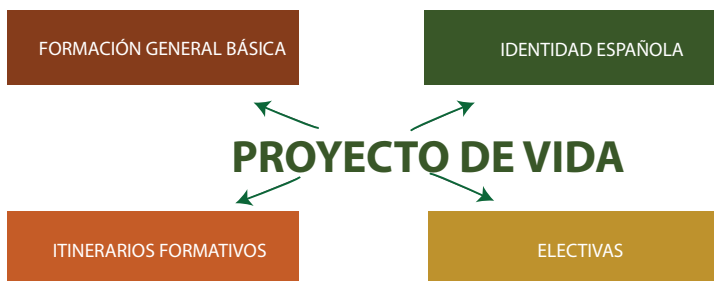 FORMACIÓN GENERAL BÁSICA
IDENTIDAD ESPAÑOLA
PROYECTO DE VIDA
ITINERARIOS FORMATIVOS
ELECTIVAS